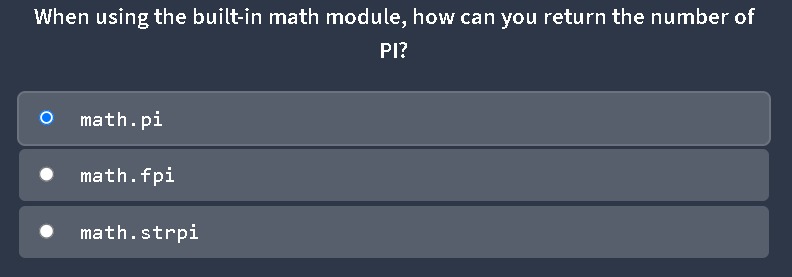 When using the built-in math module, how can you return the number of
PI?
math.pi
math.fpi
math.strpi